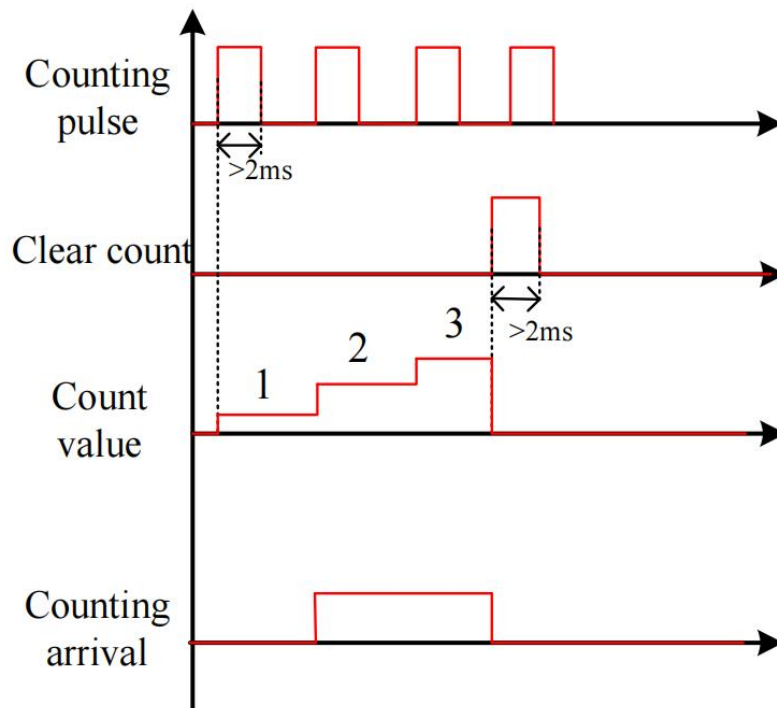 Counting
pulse
>2ms
Clear count
>2ms
1
2
3
Count
value
Counting
arrival